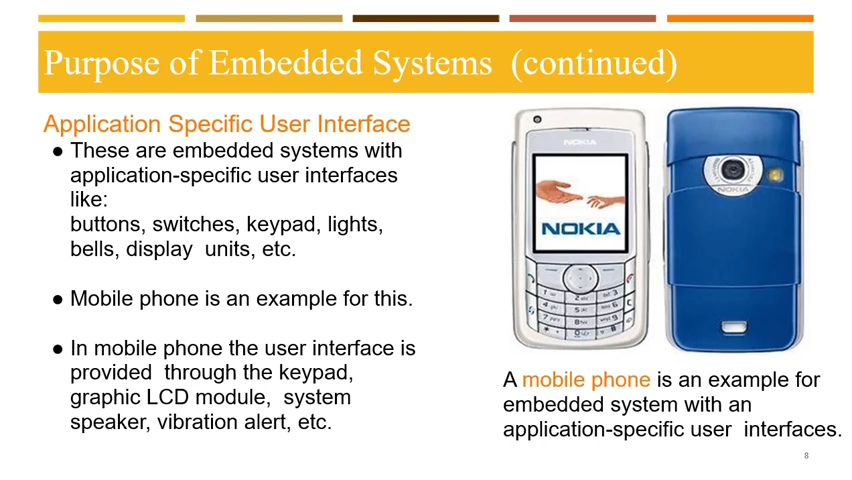 Purpose of Embedded Systems (continued)
Application Specific User Interface
● These are embedded systems with
application-specific user interfaces
like:
buttons, switches, keypad, lights,
bells, display units, etc.
● Mobile phone is an example for this.
● In mobile phone the user interface is
provided through the keypad,
graphic LCD module, system
speaker, vibration alert, etc.
NOKIA
NOKIA
NOKIA
A mobile phone is an example for
embedded system with an
application-specific user interfaces.
8